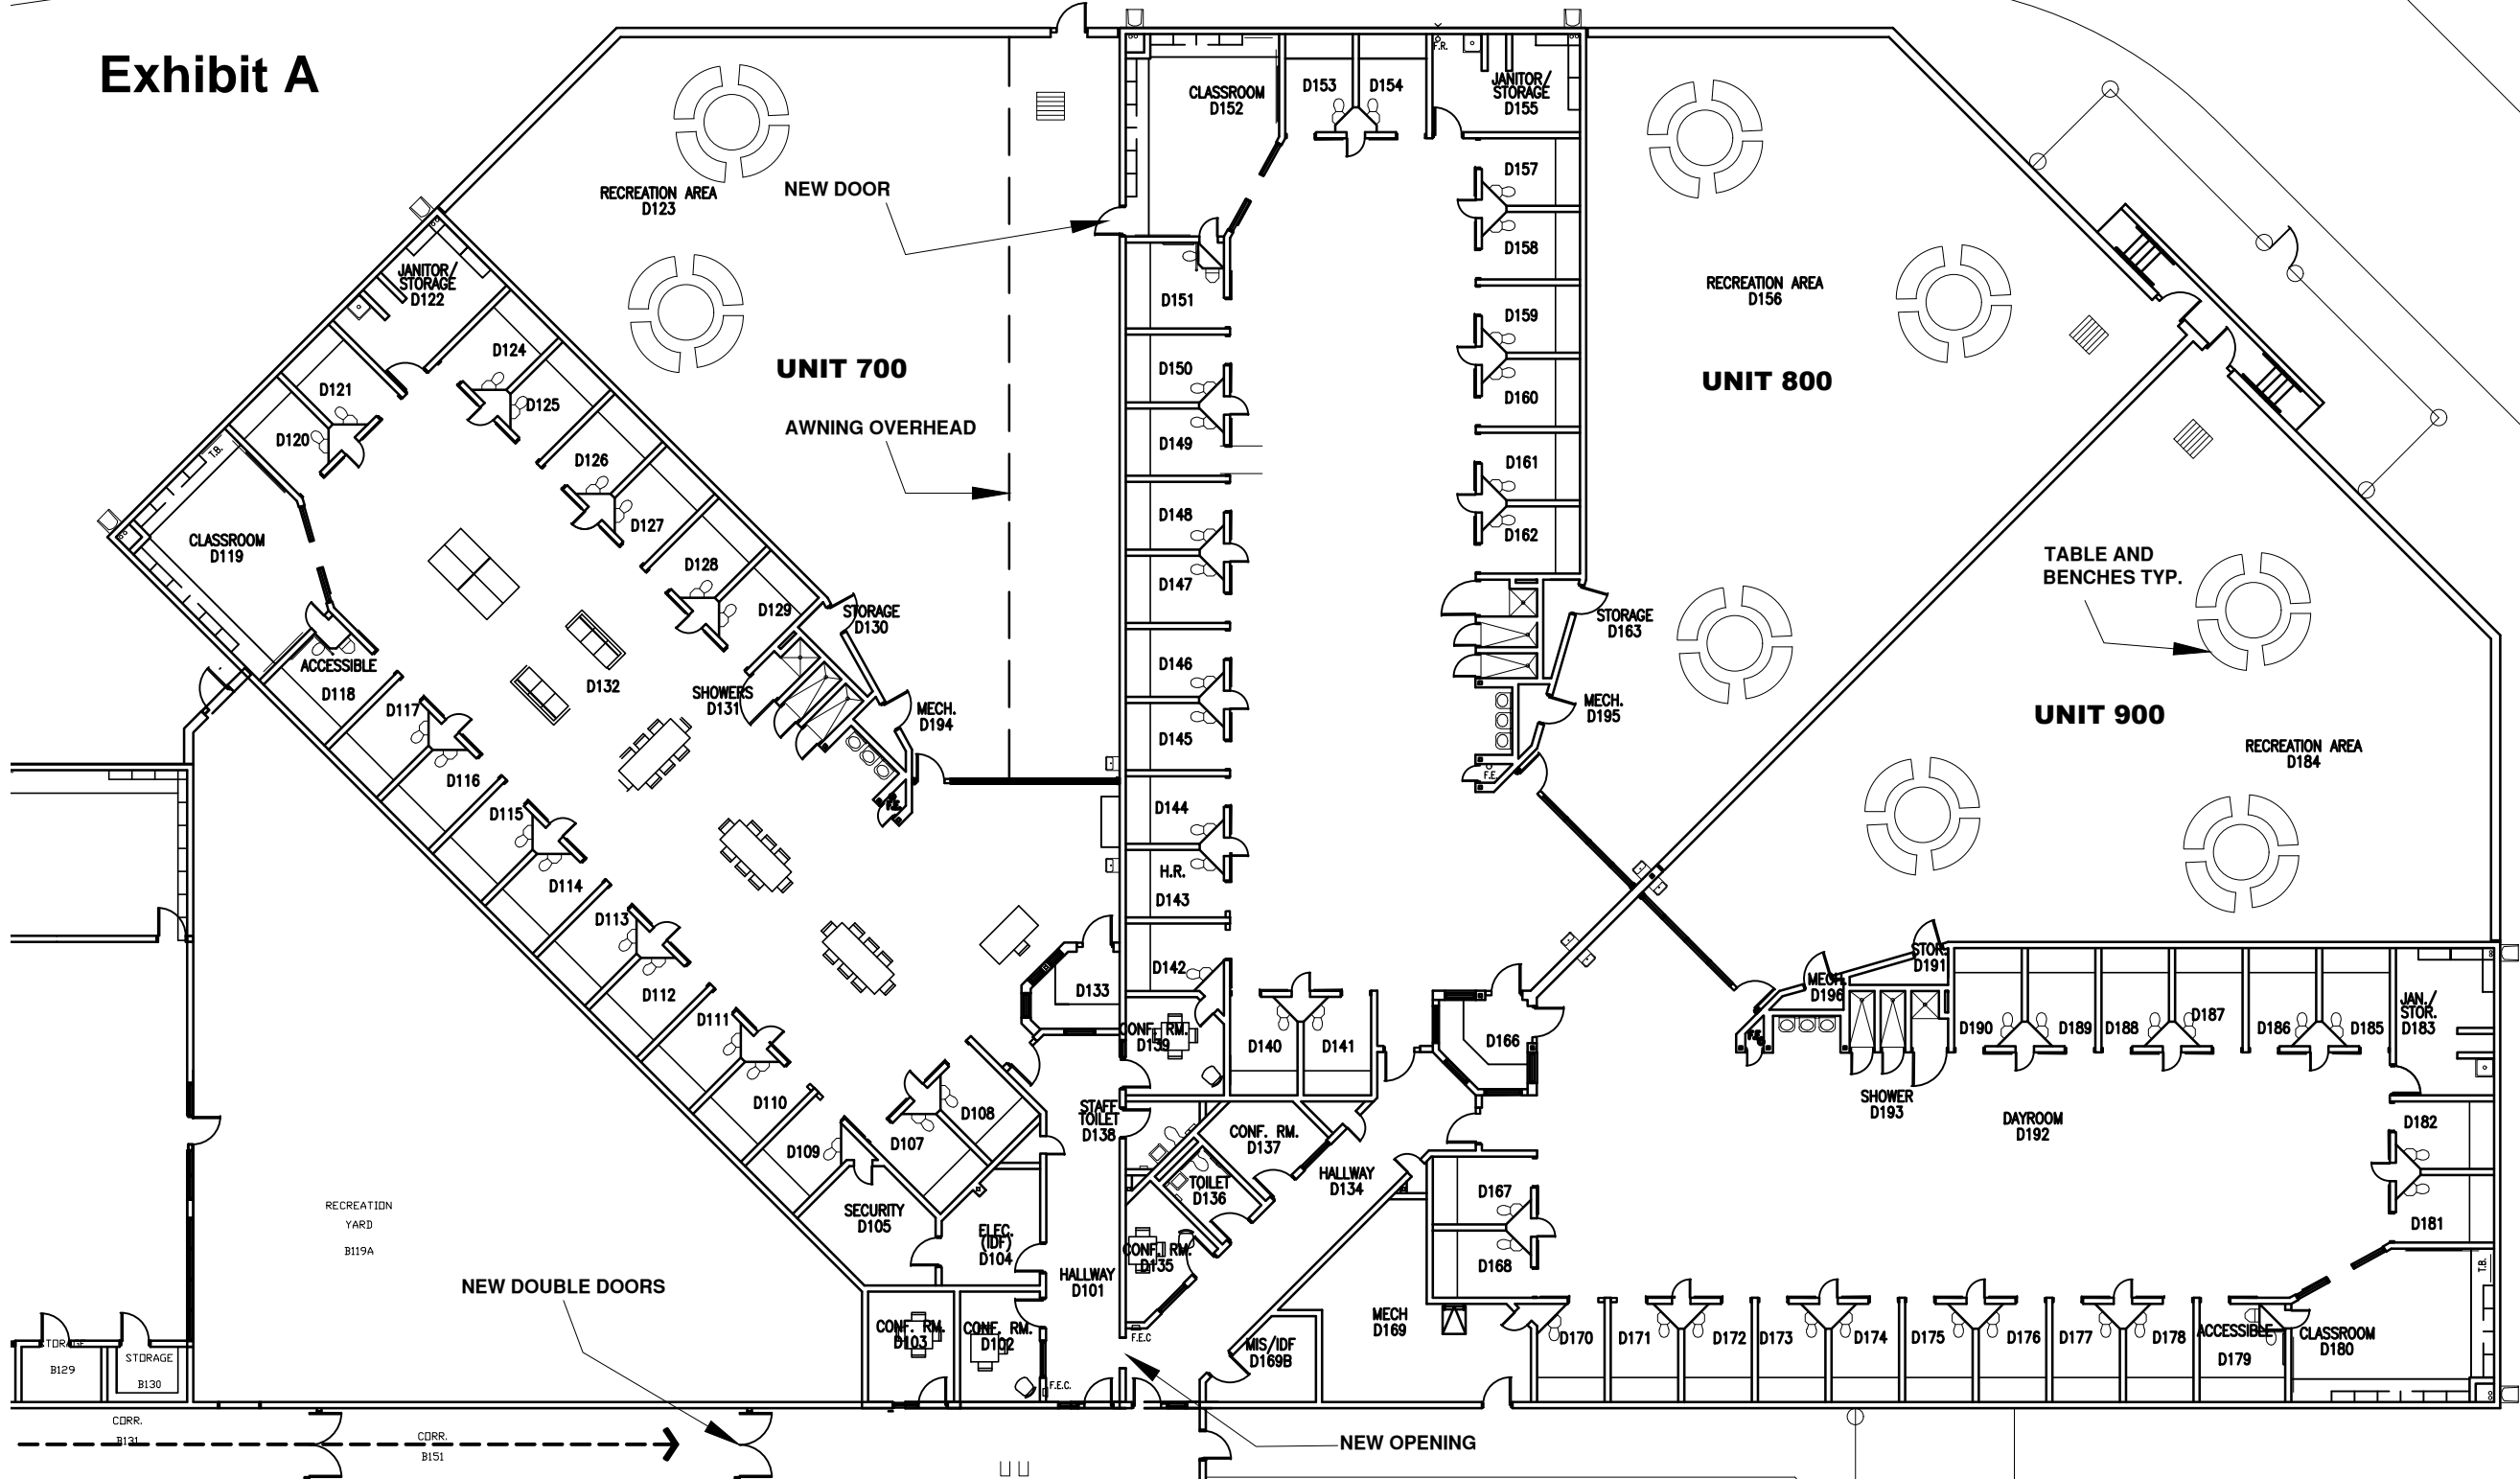 Exhibit A
F.R.
CLASSROOM
D152
D153
D154
JANITOR/
STORAGE
D155
RECREATION AREA
D123
NEW DOOR
D157
D158
JANITOR/
STORAGE
D122
D151
RECREATION AREA
D156
D159
D124
D121
D125
UNIT 700
D150
D160
UNIT 800
D120
AWNING OVERHEAD
D149
T.B.
D126
D161
D127
D148
D162
CLASSROOM
D119
D128
D147
TABLE AND
BENCHES TYP.
D129
STORAGE
D130
STORAGE
D163
ACCESSIBLE
D118
D132
D146
SHOWERS
D131
D117
MECH.
D194
MECH.
D195
UNIT 900
D145
RECREATION AREA
D184
D116
F.E.
F.E.
D115
D144
H.R.
D143
D114
D113
D142
STOR.
D191
D112
D133
MECH.
D196
D111
CONF. RM.
D139
D140
D141
D166
F.E.
D190
D189
D188
D187
D186
D185
JAN./
STOR.
D183
D110
D108
STAFF
TOILET
D138
SHOWER
D193
DAYROOM
D192
D107
D109
CONF. RM.
D137
D182
HALLWAY
D134
TOILET
D136
D167
RECREATION
YARD
B119A
SECURITY
D105
ELEC.
(IDF)
D104
CONF. RM.
D135
D168
D181
HALLWAY
D101
NEW DOUBLE DOORS
T.B.
CONF. RM.
D103
CONF. RM.
D102
F.E.C
MECH
D169
MIS/IDF
D169B
D170
D171
D172
D173
D174
D175
D176
D177
D178
ACCESSIBLE
D179
CLASSROOM
D180
STORAGE
B129
STORAGE
B130
F.E.C.
CORR.
B131
CORR.
B151
NEW OPENING